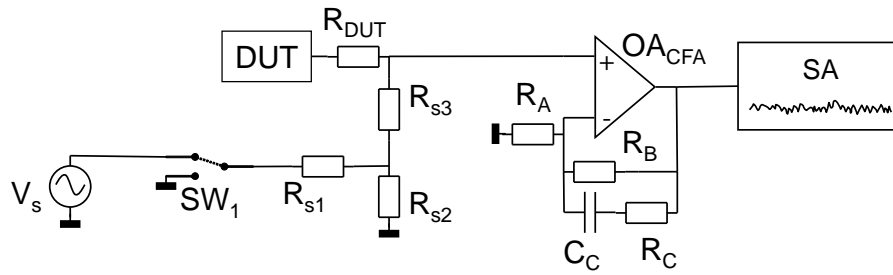 R_DUT
DUT
OA_CFA
SA
R_s3
R_A
+
-
R_B
V_s
SW_1
R_s1
R_s2
C_C
R_C